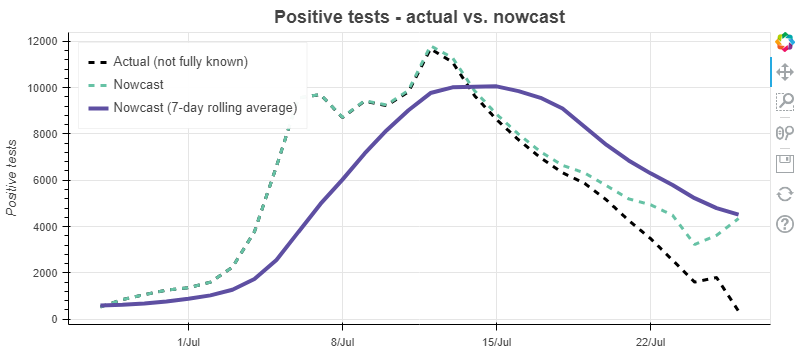 Positive tests - actual vs. nowcast
Actual (not fully known)
Nowcast
Nowcast (7-day rolling average)
Positive tests
12000
10000
8000
6000
4000
2000
0
1/Jul
8/Jul
15/Jul
22/Jul